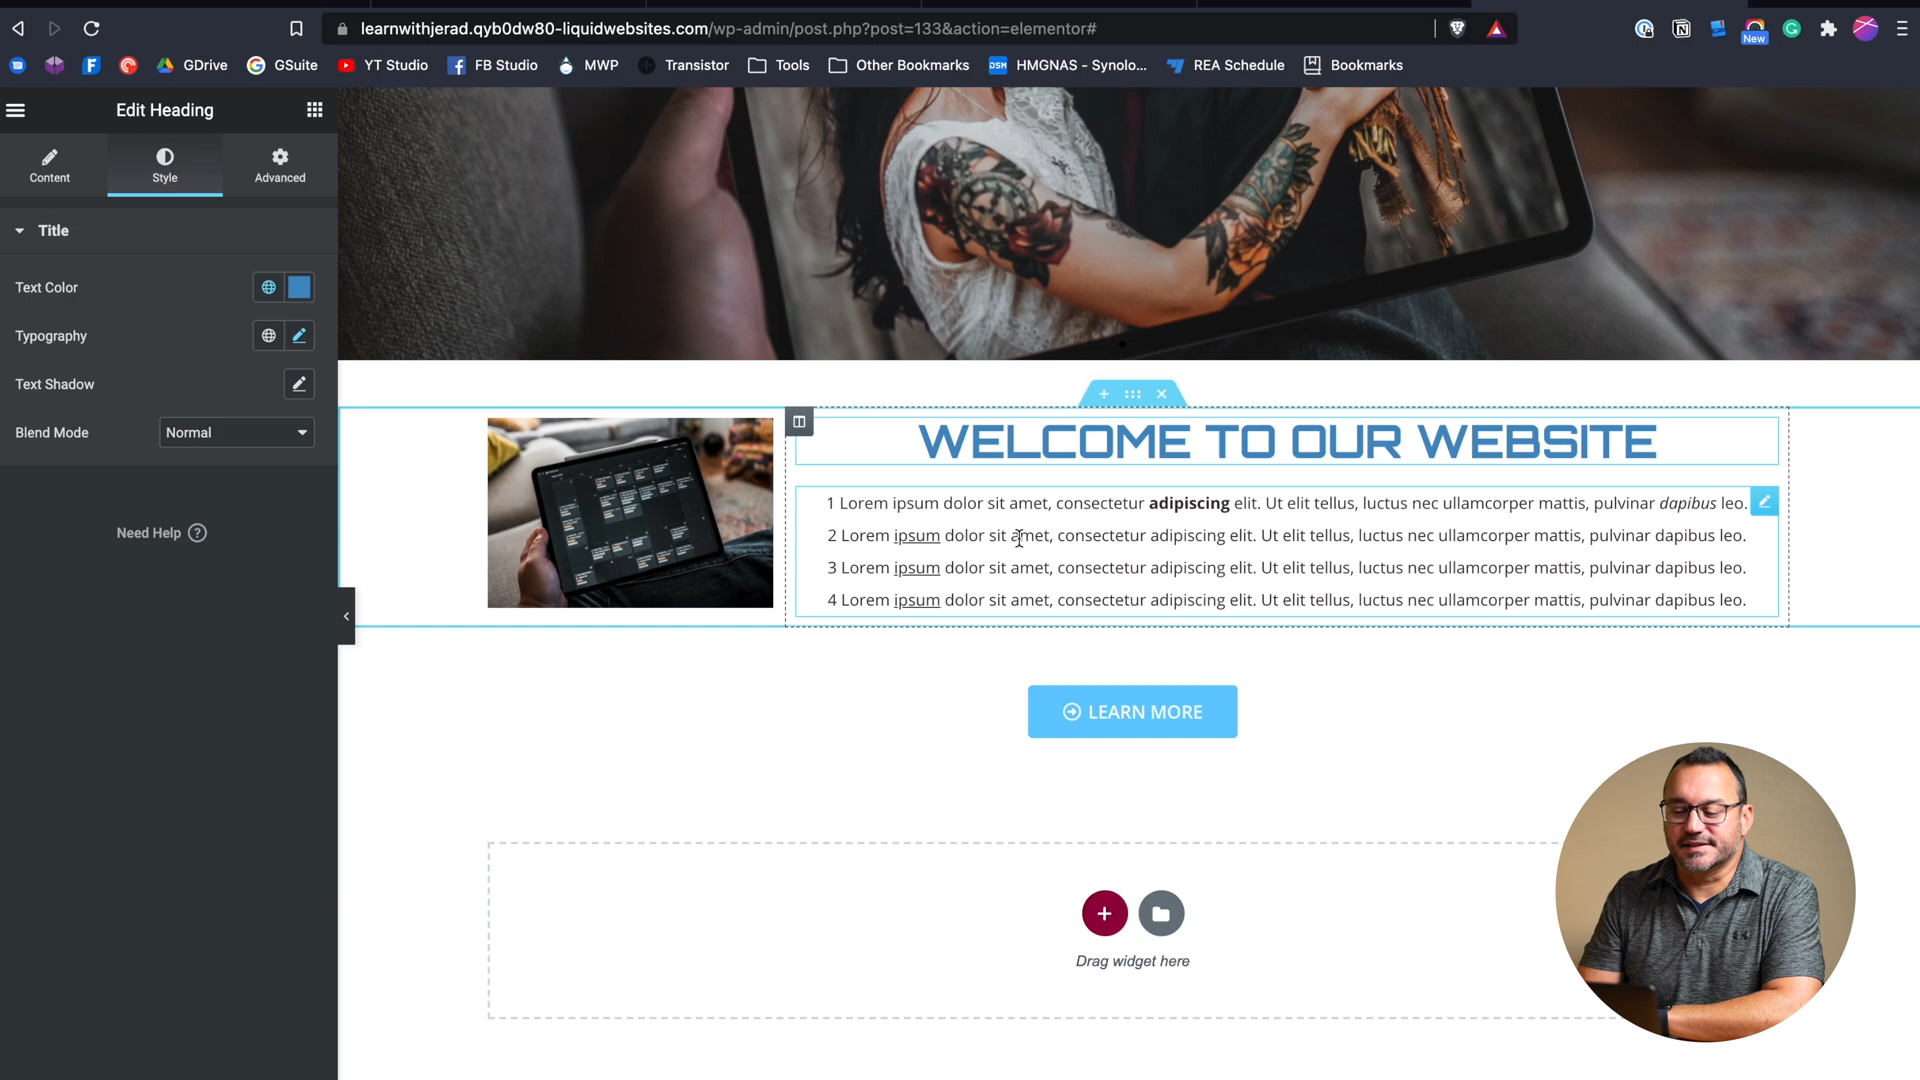 learnwithjerad.qyb0dw80-liquidwebsites.com/wp-admin/post.php?post=133&action=elementor#
New
GDrive
GSuite
YT Studio
FB Studio
MWP
Transistor
Tools
Other Bookmarks
DSM
HMGNAS - Synolo...
REA Schedule
Bookmarks
Edit Heading
Content
Style
Advanced
Title
Text Color
Typography
Text Shadow
Blend Mode
Normal
Need Help ?
WELCOME TO OUR WEBSITE
1 Lorem ipsum dolor sit amet, consectetur adipiscing elit. Ut elit tellus, luctus nec ullamcorper mattis, pulvinar dapibus leo.
2 Lorem ipsum dolor sit amet, consectetur adipiscing elit. Ut elit tellus, luctus nec ullamcorper mattis, pulvinar dapibus leo.
3 Lorem ipsum dolor sit amet, consectetur adipiscing elit. Ut elit tellus, luctus nec ullamcorper mattis, pulvinar dapibus leo.
4 Lorem ipsum dolor sit amet, consectetur adipiscing elit. Ut elit tellus, luctus nec ullamcorper mattis, pulvinar dapibus leo.
LEARN MORE
Drag widget here